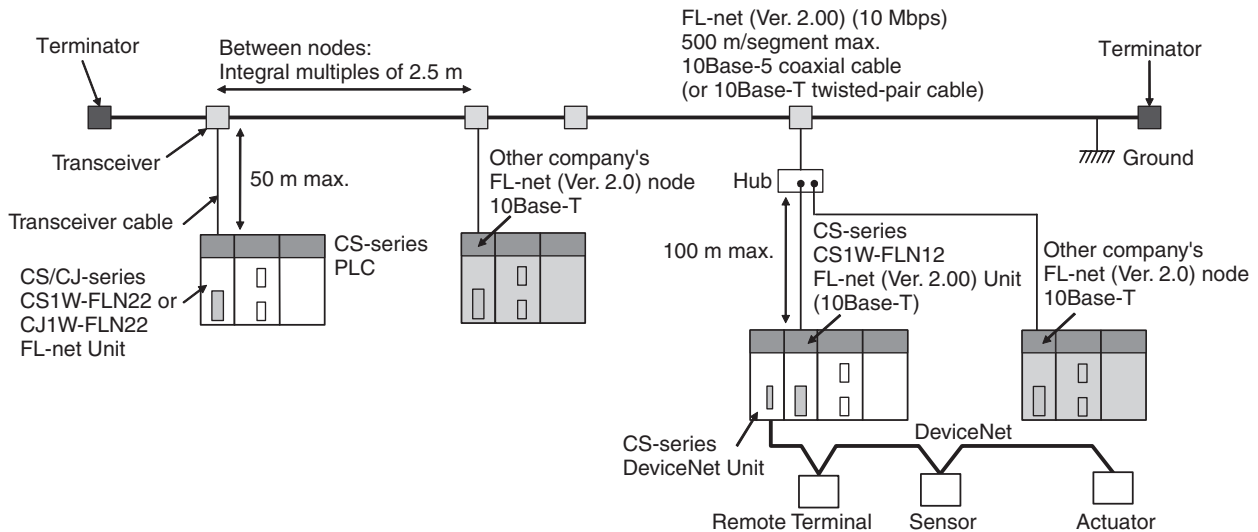 Terminator
Between nodes:
Integral multiples of 2.5 m
FL-net (Ver. 2.00) (10 Mbps)
500 m/segment max.
10Base-5 coaxial cable
(or 10Base-T twisted-pair cable)
Terminator
Transceiver
50 m max.
Transceiver cable
Other company's
FL-net (Ver. 2.0) node
10Base-T
Hub
Ground
CS/CJ-series
CS1W-FLN22 or
CJ1W-FLN22
FL-net Unit
CS-series
PLC
100 m max.
CS-series
CS1W-FLN12
FL-net (Ver. 2.00) Unit
(10Base-T)
Other company's
FL-net (Ver. 2.0) node
10Base-T
CS-series
DeviceNet Unit
DeviceNet
Remote Terminal
Sensor
Actuator